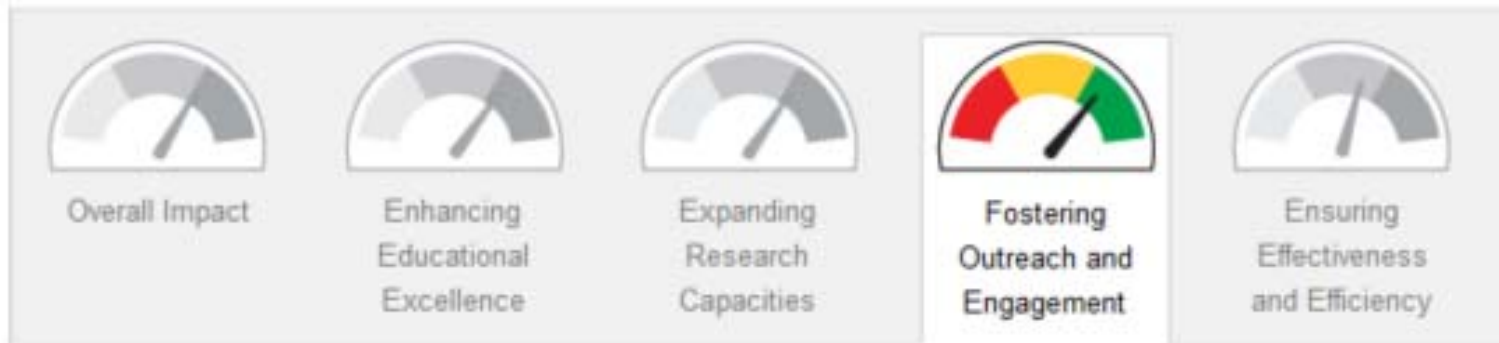 Overall Impact
Enhancing
Educational
Excellence
Expanding
Research
Capacities
Fostering
Outreach and
Engagement
Ensuring
Effectiveness
and Efficiency